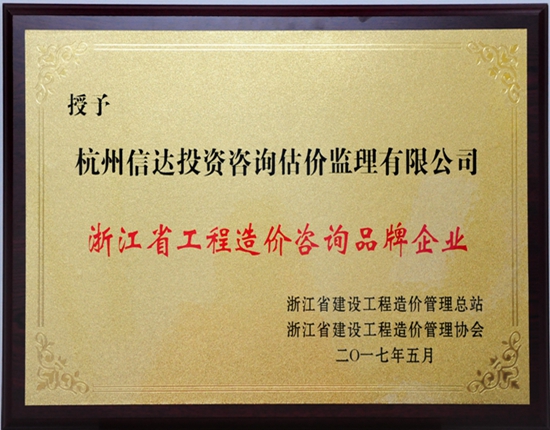 授予
杭州信达投资咨询估价监理有限公司
浙江省工程造价咨询品牌企业
浙江省建设工程造价管理总站
浙江省建设工程造价管理协会
二〇一七年五月